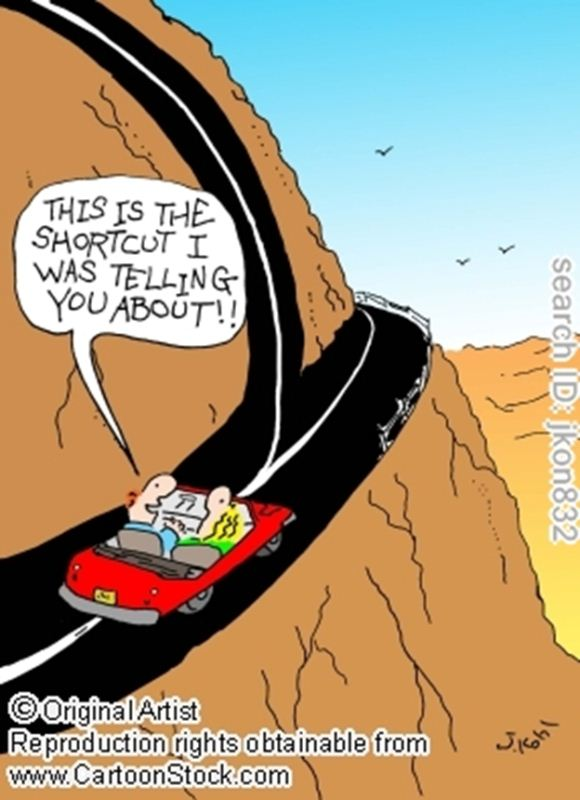 THIS IS THE
SHORTCUT I
WAS TELLING
YOU ABOUT!!
search ID: jkon832
J.Kohl
© Original Artist
Reproduction rights obtainable from
www.CartoonStock.com